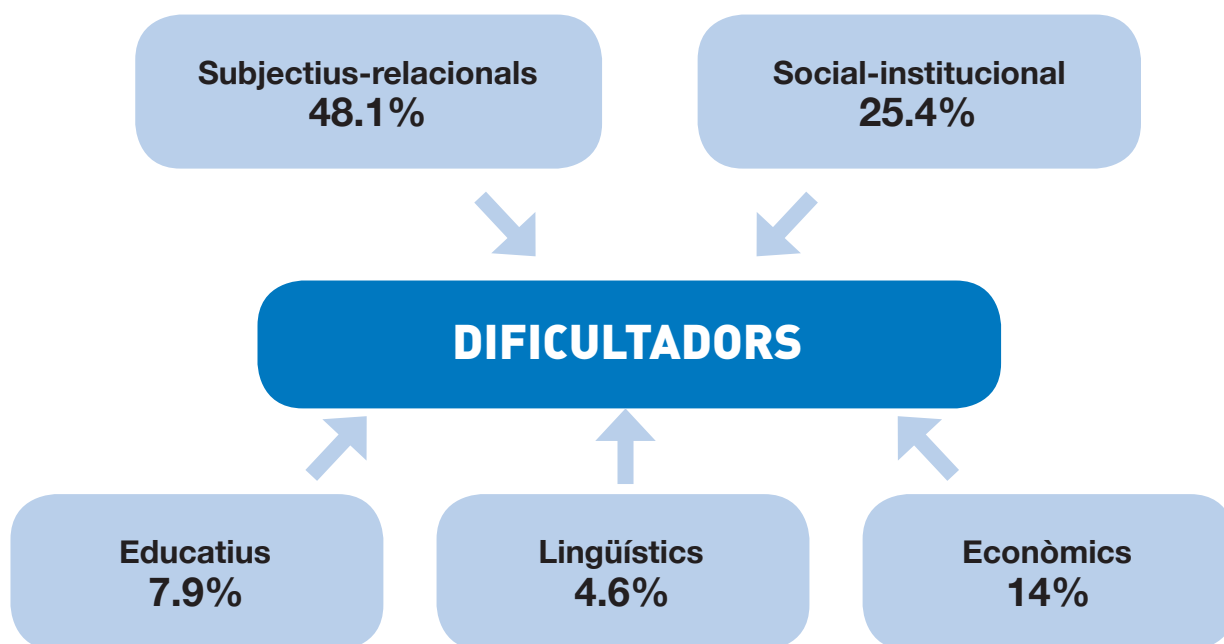 Subjectius-relacionals
48.1%
Social-institucional
25.4%
DIFICULTADORS
Educatius
7.9%
Lingüístics
4.6%
Econòmics
14%